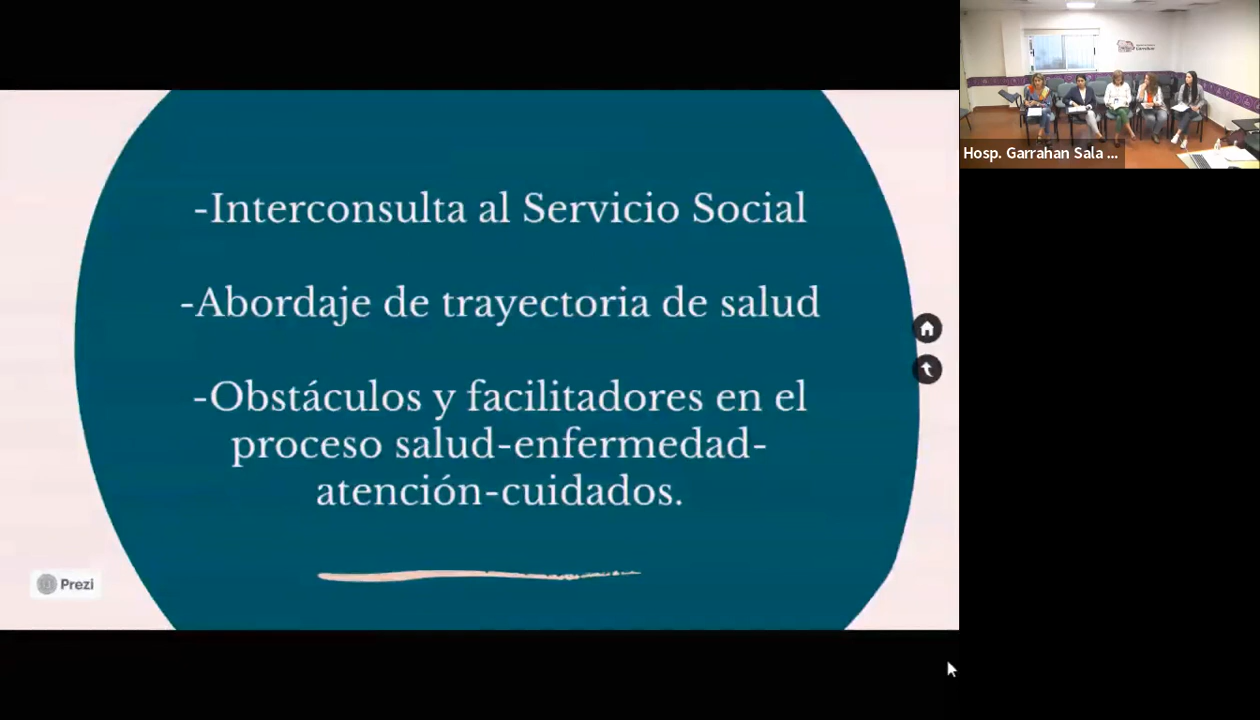 -Interconsulta al Servicio Social
-Abordaje de trayectoria de salud
-Obstáculos y facilitadores en el
proceso salud-enfermedad-
atención-cuidados.
Prezi
Hosp. Garrahan Sala ...